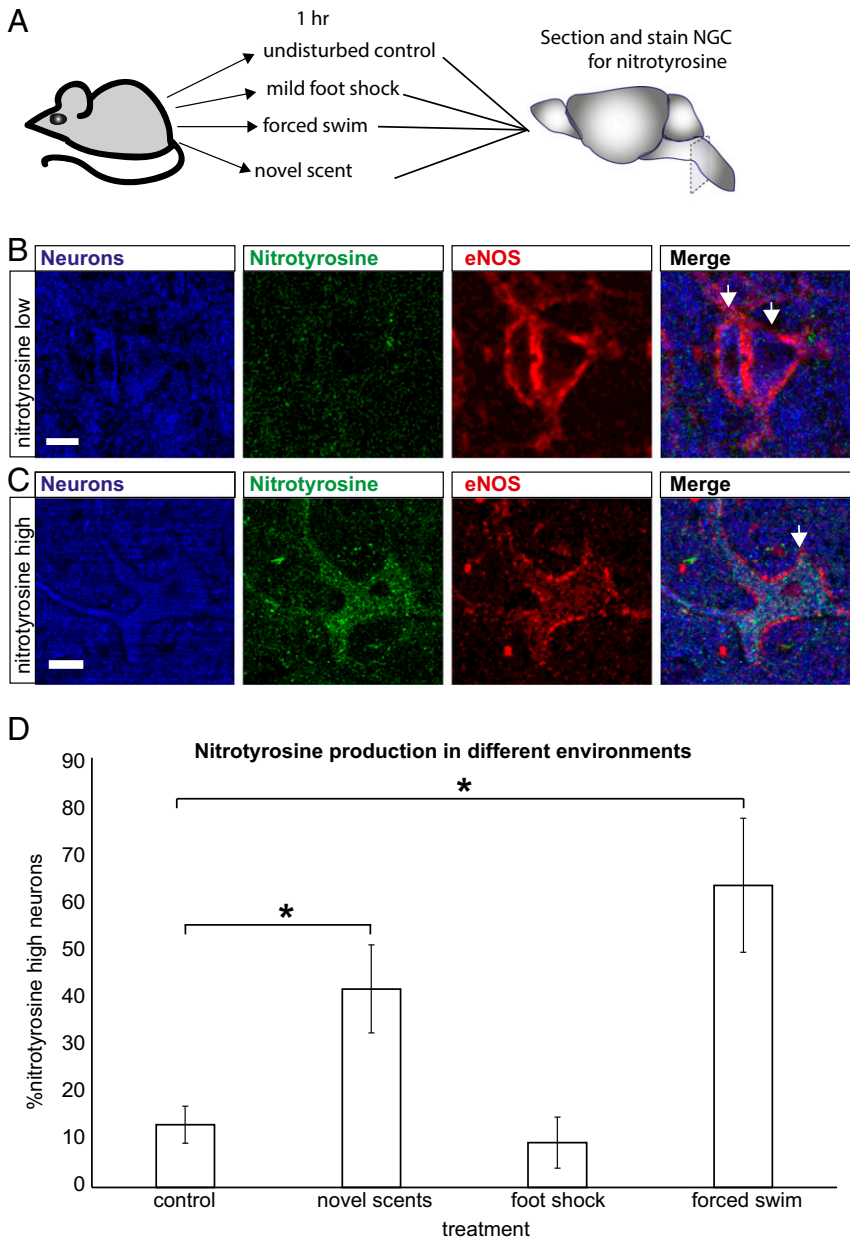 A
1 hr
undisturbed control
mild foot shock
forced swim
novel scent
Section and stain NGC
for nitrotyrosine
B
Neurons
Nitrotyrosine
eNOS
Merge
nitrotyrosine low
C
Neurons
Nitrotyrosine
eNOS
Merge
nitrotyrosine high
D
Nitrotyrosine production in different environments
%nitrotyrosine high neurons
90
80
70
60
50
40
30
20
10
0
*
*
control
novel scents
foot shock
forced swim
treatment